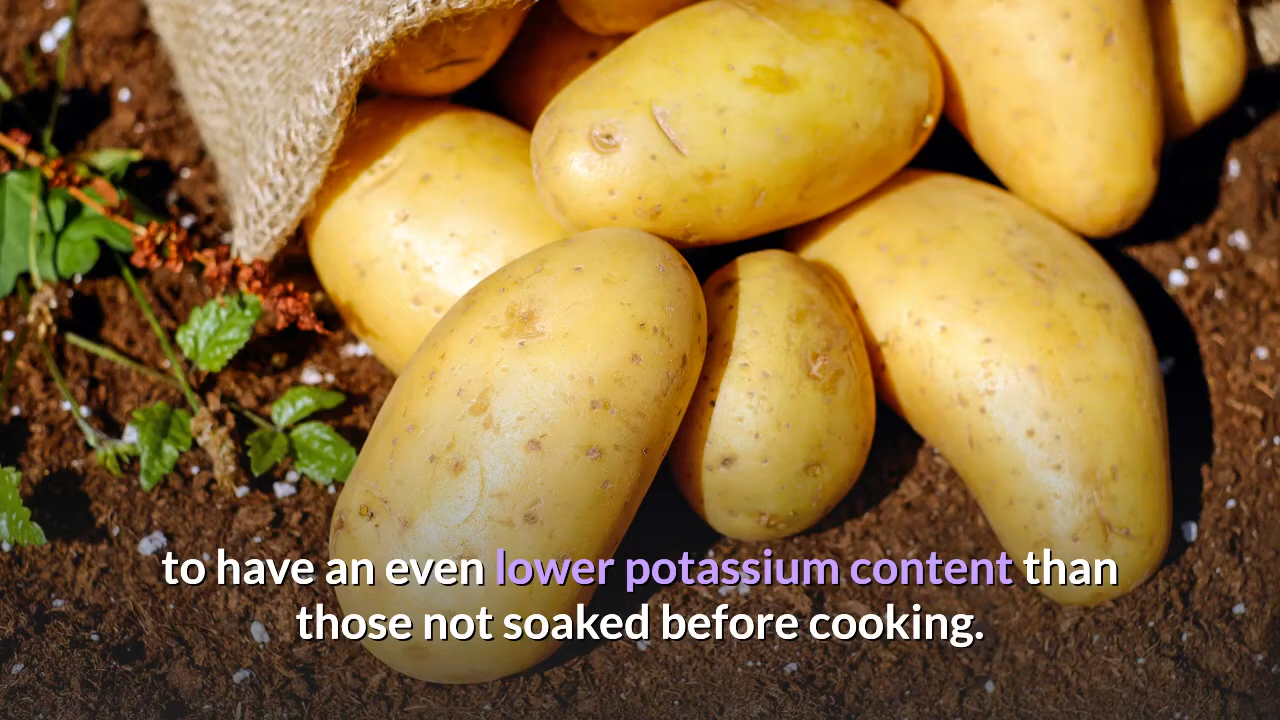 to have an even lower potassium content than
those not soaked before cooking.